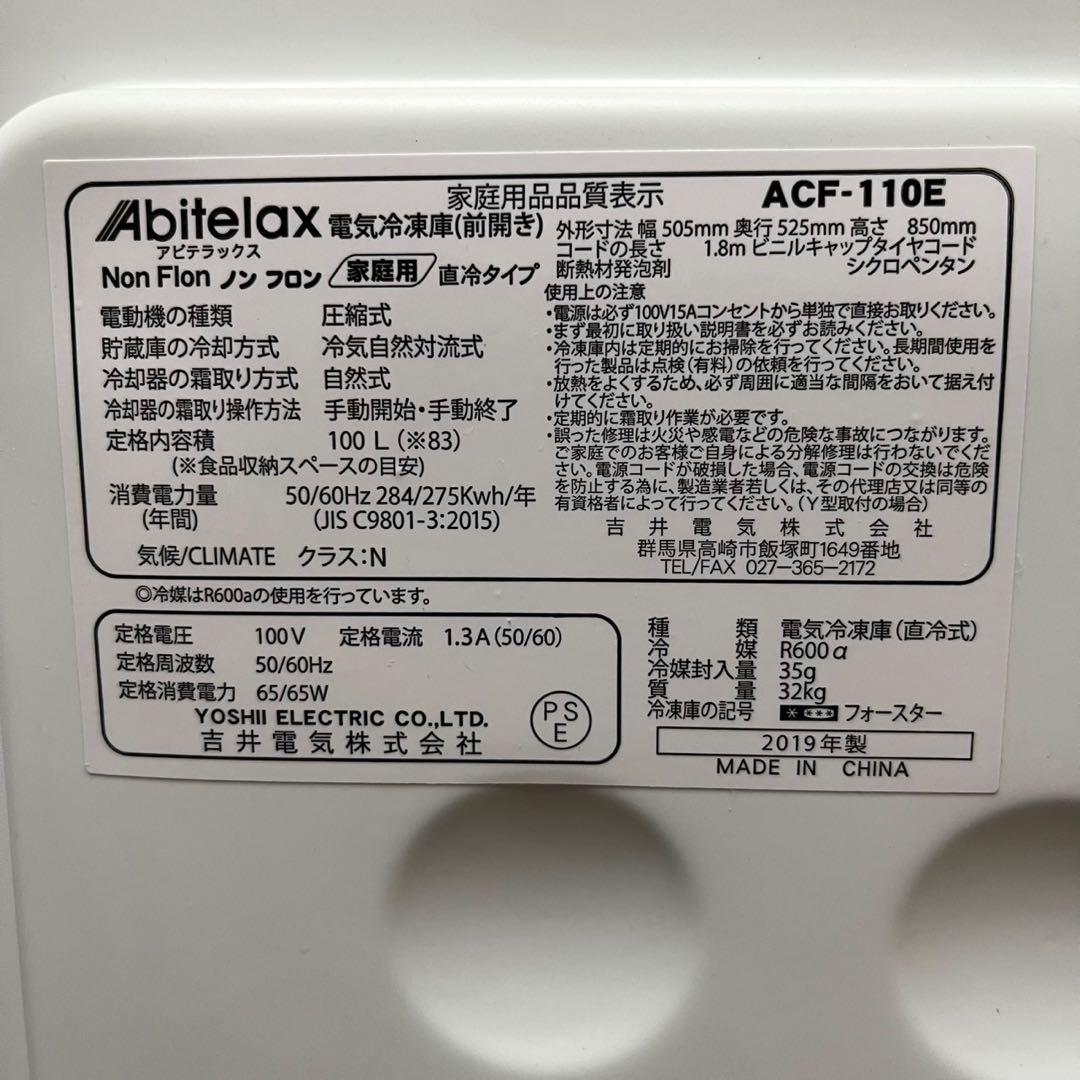 家庭用品品質表示
ACF-110E
Abitelax 電気冷凍庫(前開き)
アビテラックス
Non Flon ノン フロン 家庭用 直冷タイプ
電動機の種類 圧縮式
貯蔵庫の冷却方式 冷気自然対流式
冷却器の霜取り方式 自然式
冷却器の霜取り操作方法 手動開始・手動終了
定格内容積 100 L (※83)
(※食品収納スペースの目安)
消費電力量 50/60Hz 284/275Kwh/年
(年間) (JIS C9801-3:2015)
気候/CLIMATE クラス:N
外形寸法 幅 505mm 奥行 525mm 高さ 850mm
コードの長さ 1.8m ビニルキャップタイヤコード
断熱材発泡剤 シクロペンタン
使用上の注意
・電源は必ず100V15Aコンセントから単独で直接お取りください。
・まず最初に取り扱い説明書を必ずお読みください。
・冷凍庫内は定期的にお掃除を行ってください。長期間使用を
行った製品は点検(有料)の依頼を行ってください。
・放熱をよくするため、必ず周囲に適当な間隔をおいて据え付
けてください。
・定期的に霜取り作業が必要です。
・誤った修理は火災や感電などの危険な事故につながります。
ご家庭でのお客様ご自身による分解修理は行わないでくださ
い。電源コードが破損した場合、電源コードの交換は危険
を防止する為に、製造業者若しくは、その代理店又は同等の
有資格者によって行ってください。(Y型取付の場合)
吉井電気株式会社
群馬県高崎市飯塚町1649番地
TEL/FAX 027-365-2172
◎冷媒はR600aの使用を行っています。
定格電圧 100V 定格電流 1.3A(50/60)
定格周波数 50/60Hz
定格消費電力 65/65W
YOSHII ELECTRIC CO.,LTD.
吉井電気株式会社
PSE
種類 電気冷凍庫(直冷式)
冷媒 R600α
冷媒封入量 35g
質量 32kg
冷凍庫の記号 * *** フォースター
2019年製
MADE IN CHINA